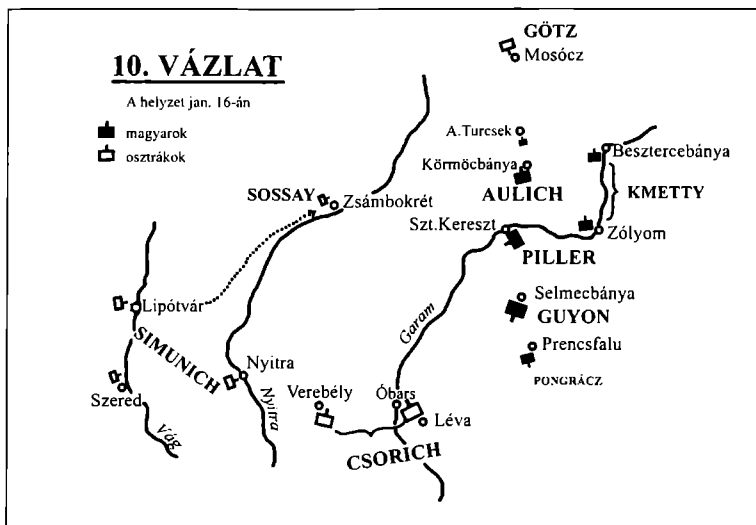 10. VÁZLAT
A helyzet jan. 16-án
magyarok
osztrákok
GÖTZ
Mosócz
A.Turcsek
Körmöcbánya
AULICH
Besztercebánya
KMETTY
SOSSAY
Zsámbokrét
Szt.Kereszt
Zólyom
PILLER
Lipótvár
Garam
Selmecbánya
GUYON
SIMUNICH
Prencsfalu
PONGRÁCZ
Nyitra
Szered
Verebély
Óbars
Nyitra
Léva
Vág
CSORICH